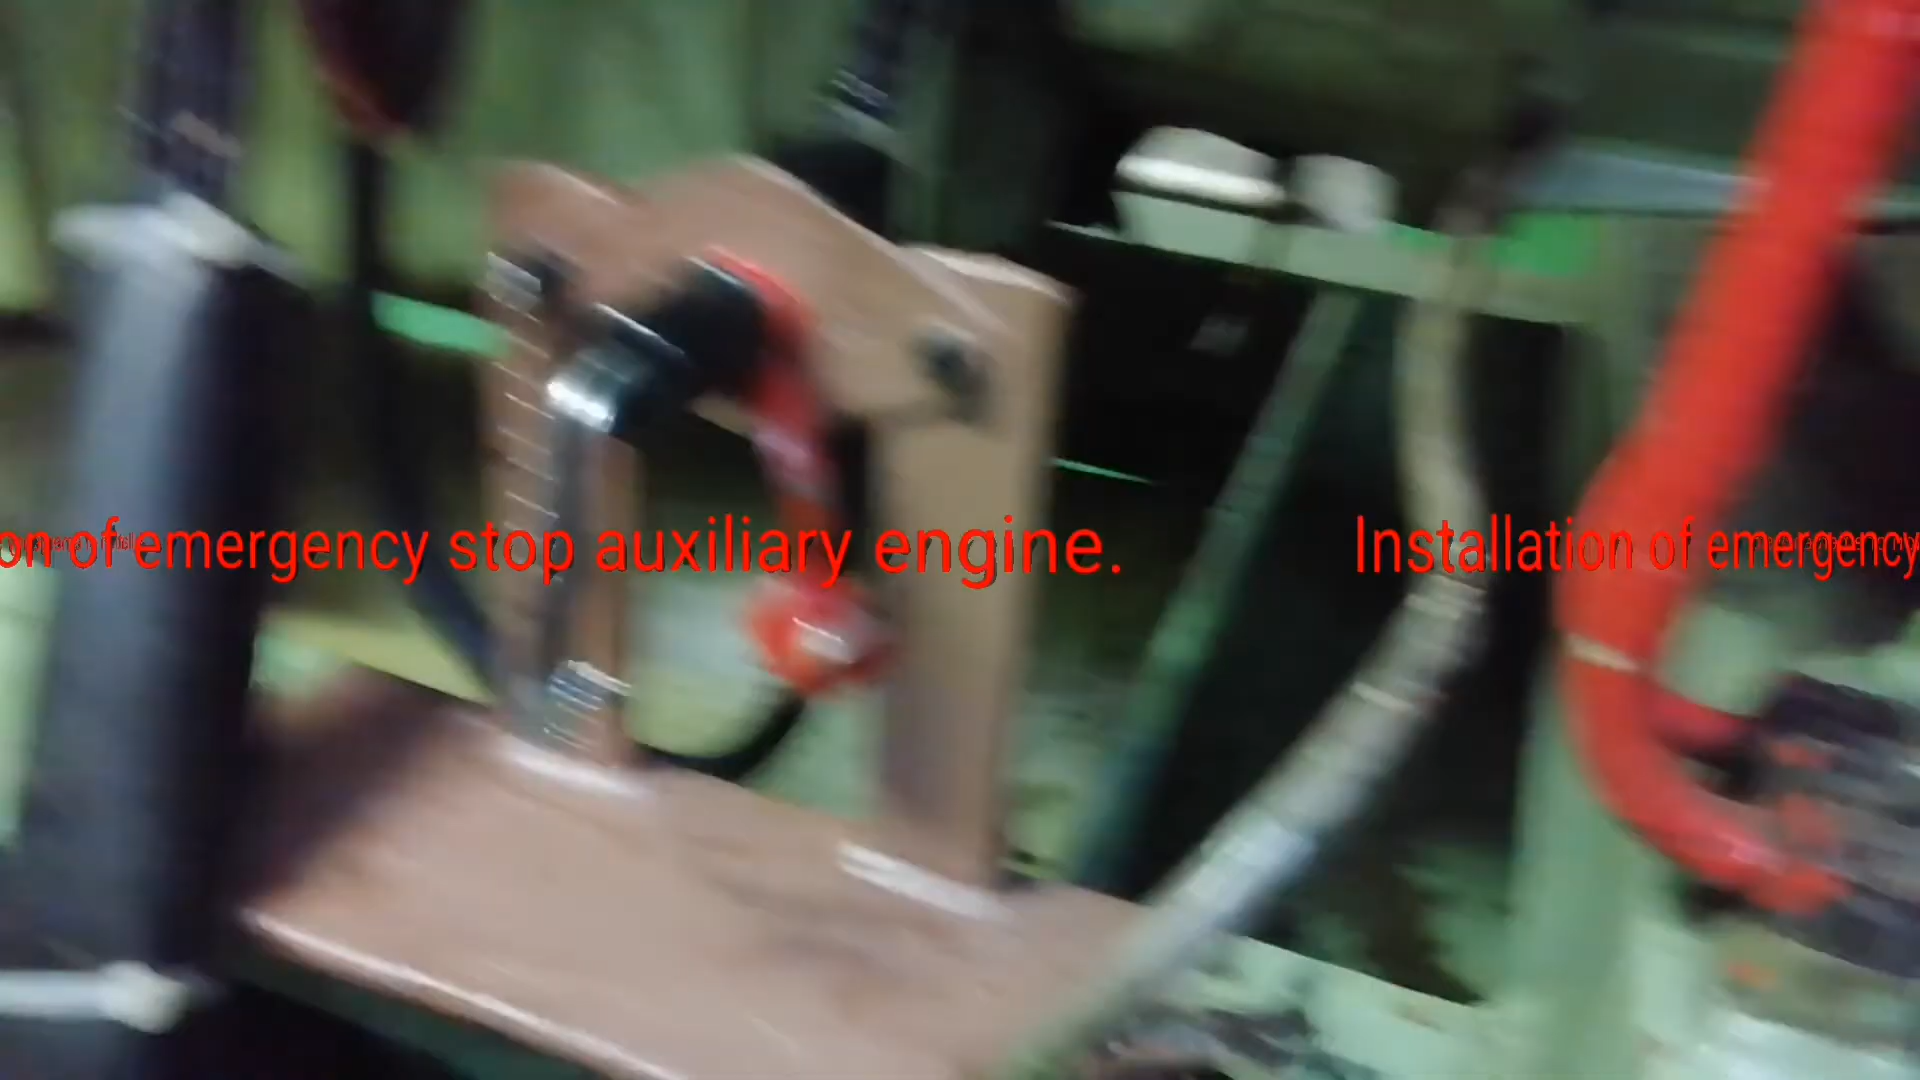 on of emergency stop auxiliary engine. Installation of emergency